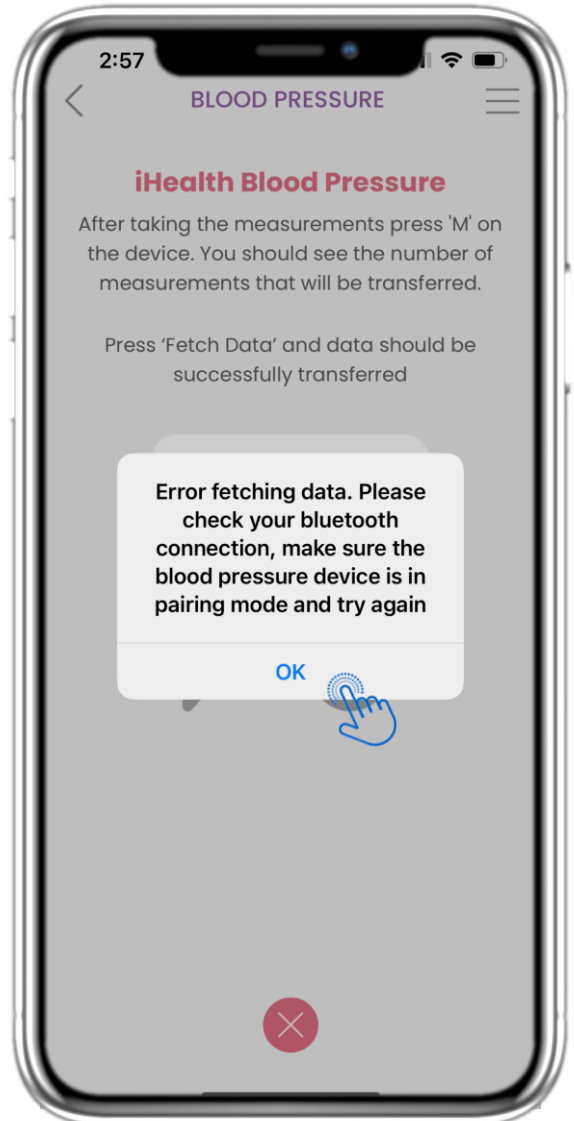 2:57
BLOOD PRESSURE
iHealth Blood Pressure
After taking the measurements press 'M' on
the device. You should see the number of
measurements that will be transferred.
Press ‘Fetch Data’ and data should be
successfully transferred
Error fetching data. Please
check your bluetooth
connection, make sure the
blood pressure device is in
pairing mode and try again
OK